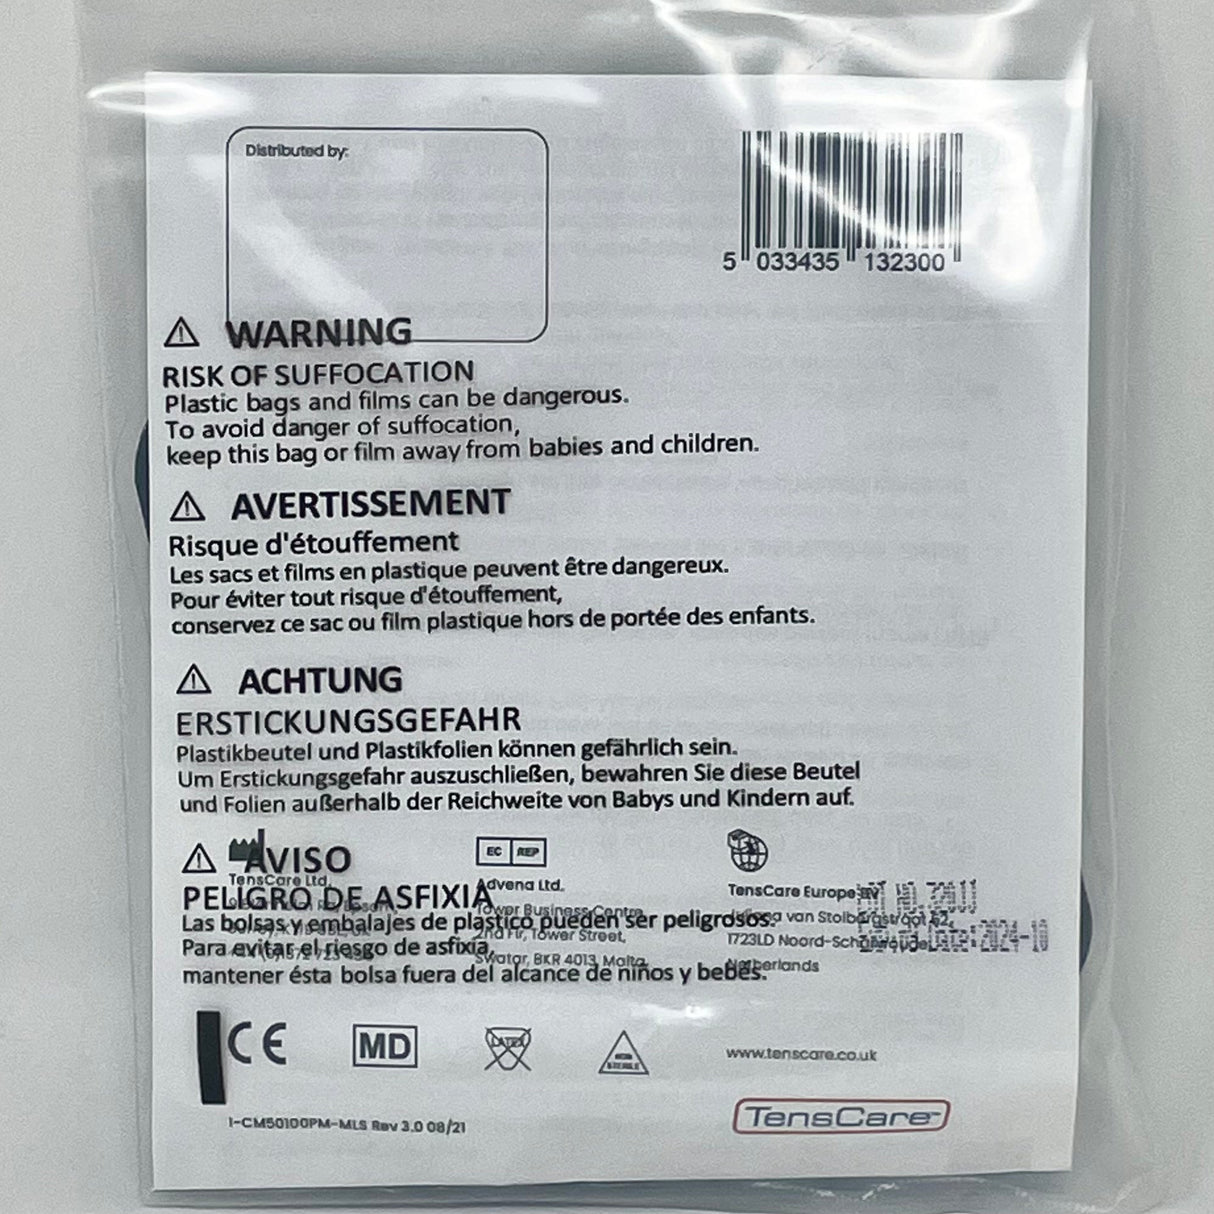 Distributed by:
5 033435 132300
WARNING
RISK OF SUFFOCATION
Plastic bags and films can be dangerous.
To avoid danger of suffocation,
keep this bag or film away from babies and children.
AVERTISSEMENT
Risque d'étouffement
Les sacs et films en plastique peuvent être dangereux.
Pour éviter tout risque d'étouffement,
conservez ce sac ou film plastique hors de portée des enfants.
ACHTUNG
ERSTICKUNGSGEFAHR
Plastikbeutel und Plastikfolien können gefährlich sein.
Um Erstickungsgefahr auszuschließen, bewahren Sie diese Beutel
und Folien außerhalb der Reichweite von Babys und Kindern auf.
AVISO
PELIGRO DE ASFIXIA
Las bolsas y embalajes de plástico pueden ser peligrosos.
Para evitar el riesgo de asfixia,
mantener ésta bolsa fuera del alcance de niños y bebés.
TensCare Ltd.
EC REP
Advena Ltd.
Tower Business Centre
2nd Flr, Tower Street,
Swatar, BKR 4013, Malta
TensCare Europe BV
van Stolbergstraat
1723LD Noord-Scharwoude
Netherlands
Date: 2024-10
CE
MD
LATEX
NON
STERILE
www.tenscare.co.uk
I-CM50100PM-MLS Rev 3.0 08/21
TensCare